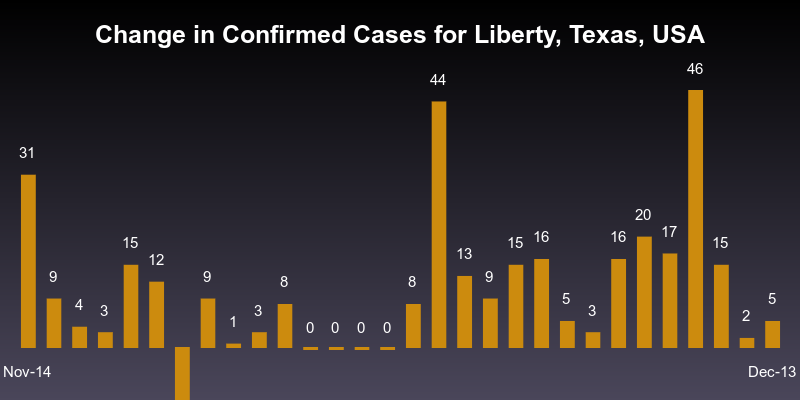 Change in Confirmed Cases for Liberty, Texas, USA
31 9 4 3 15 12 9 1 3 8 0 0 0 0 8 44 13 9 15 16 5 3 16 20 17 46 15 2 5
Nov-14 Dec-13